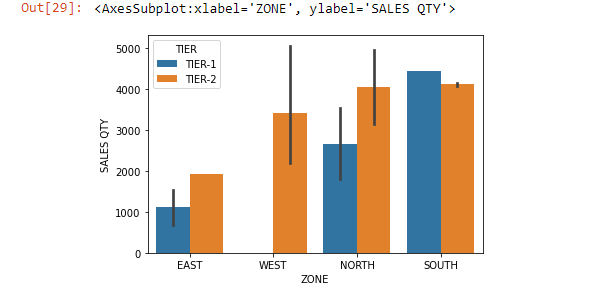 Out[29]: <AxesSubplot:xlabel='ZONE', ylabel='SALES QTY'>
TIER
TIER-1
TIER-2
5000
4000
3000
2000
1000
0
SALES QTY
EAST WEST NORTH SOUTH
ZONE